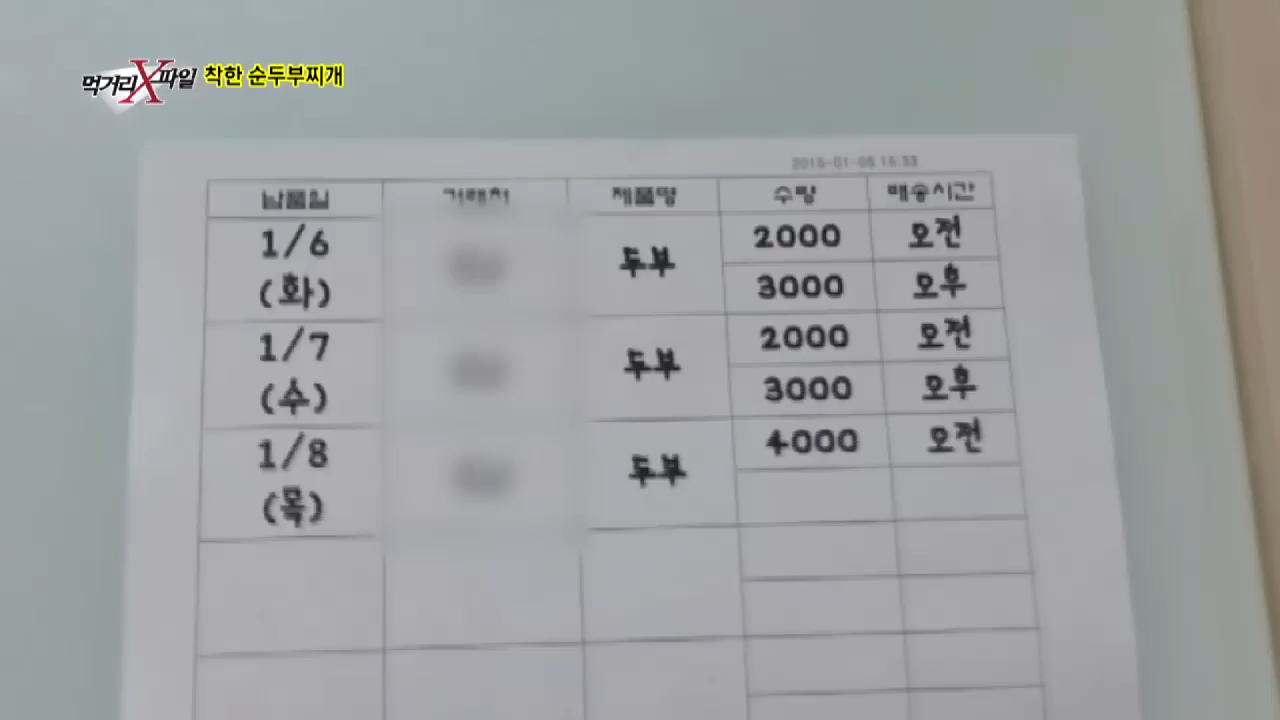 먹거리X파일 착한 순두부찌개
2015-01-05 15:33
납품일 거래처 제품명 수량 배송시간
1/6 (화) 두부 2000 오전
3000 오후
1/7 (수) 두부 2000 오전
3000 오후
1/8 (목) 두부 4000 오전